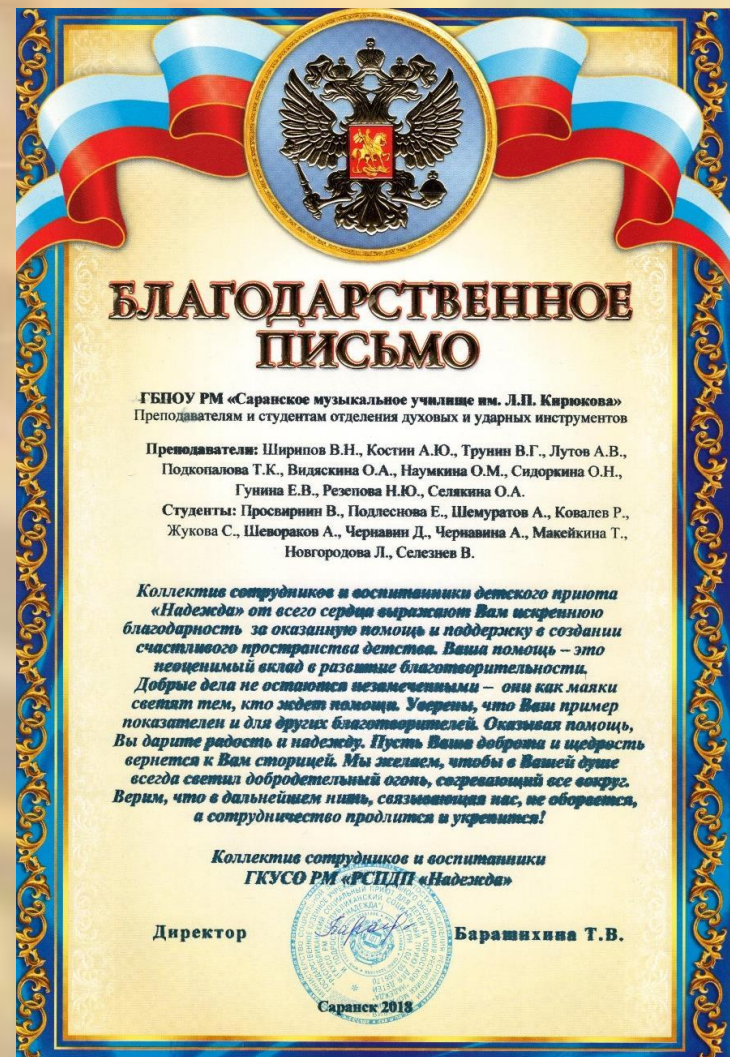 БЛАГОДАРСТВЕННОЕ
ПИСЬМО
ГБПОУ РМ «Саранское музыкальное училище им. Л.П. Кирюкова»
Преподавателям и студентам отделения духовых и ударных инструментов
Преподаватели: Ширипов В.Н., Костин А.Ю., Трунин В.Г., Лутов А.В.,
Подкопалова Т.К., Видяскина О.А., Наумкина О.М., Сидоркина О.Н.,
Гунина Е.В., Резепова Н.Ю., Селякина О.А.
Студенты: Просвирнин В., Подлеснова Е., Шемуратов А., Ковалев Р.,
Жукова С., Шевораков А., Чернавин Д., Чернавина А., Макейкина Т.,
Новгородова Л., Селезнев В.
Коллектив сотрудников и воспитанники детского приюта
«Надежда» от всего сердца выражают Вам искреннюю
благодарность за оказанную помощь и поддержку в создании
счастливого пространства детства. Ваша помощь – это
неоценимый вклад в развитие благотворительности.
Добрые дела не остаются незамеченными – они как маяки
светят тем, кто ждет помощи. Уверены, что Ваш пример
показателен и для других благотворителей. Оказывая помощь,
Вы дарите радость и надежду. Пусть Ваша доброта и щедрость
вернется к Вам сторицей. Мы желаем, чтобы в Вашей душе
всегда светил добродетельный огонь, согревающий все вокруг.
Верим, что в дальнейшем нить, связывающая нас, не оборвется,
а сотрудничество продлится и укрепится!
Коллектив сотрудников и воспитанники
ГКУСО РМ «РСПДП «Надежда»
Директор Барашихина Т.В.
Саранск 2018